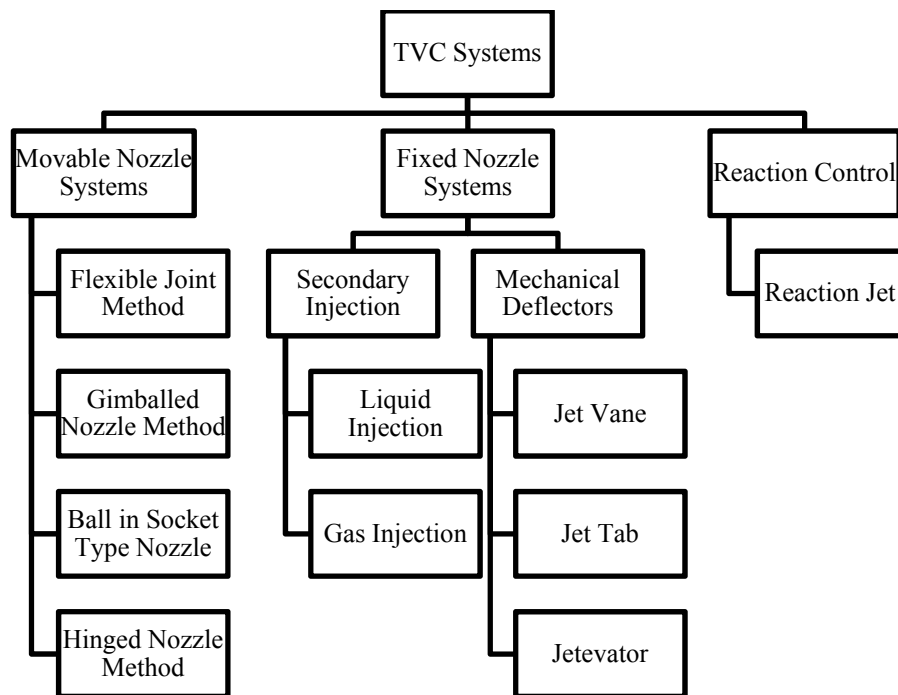 TVC Systems
Movable Nozzle
Systems
Fixed Nozzle
Systems
Reaction Control
Flexible Joint
Method
Secondary
Injection
Mechanical
Deflectors
Reaction Jet
Gimballed
Nozzle Method
Liquid
Injection
Jet Vane
Ball in Socket
Type Nozzle
Gas Injection
Jet Tab
Hinged Nozzle
Method
Jetevator